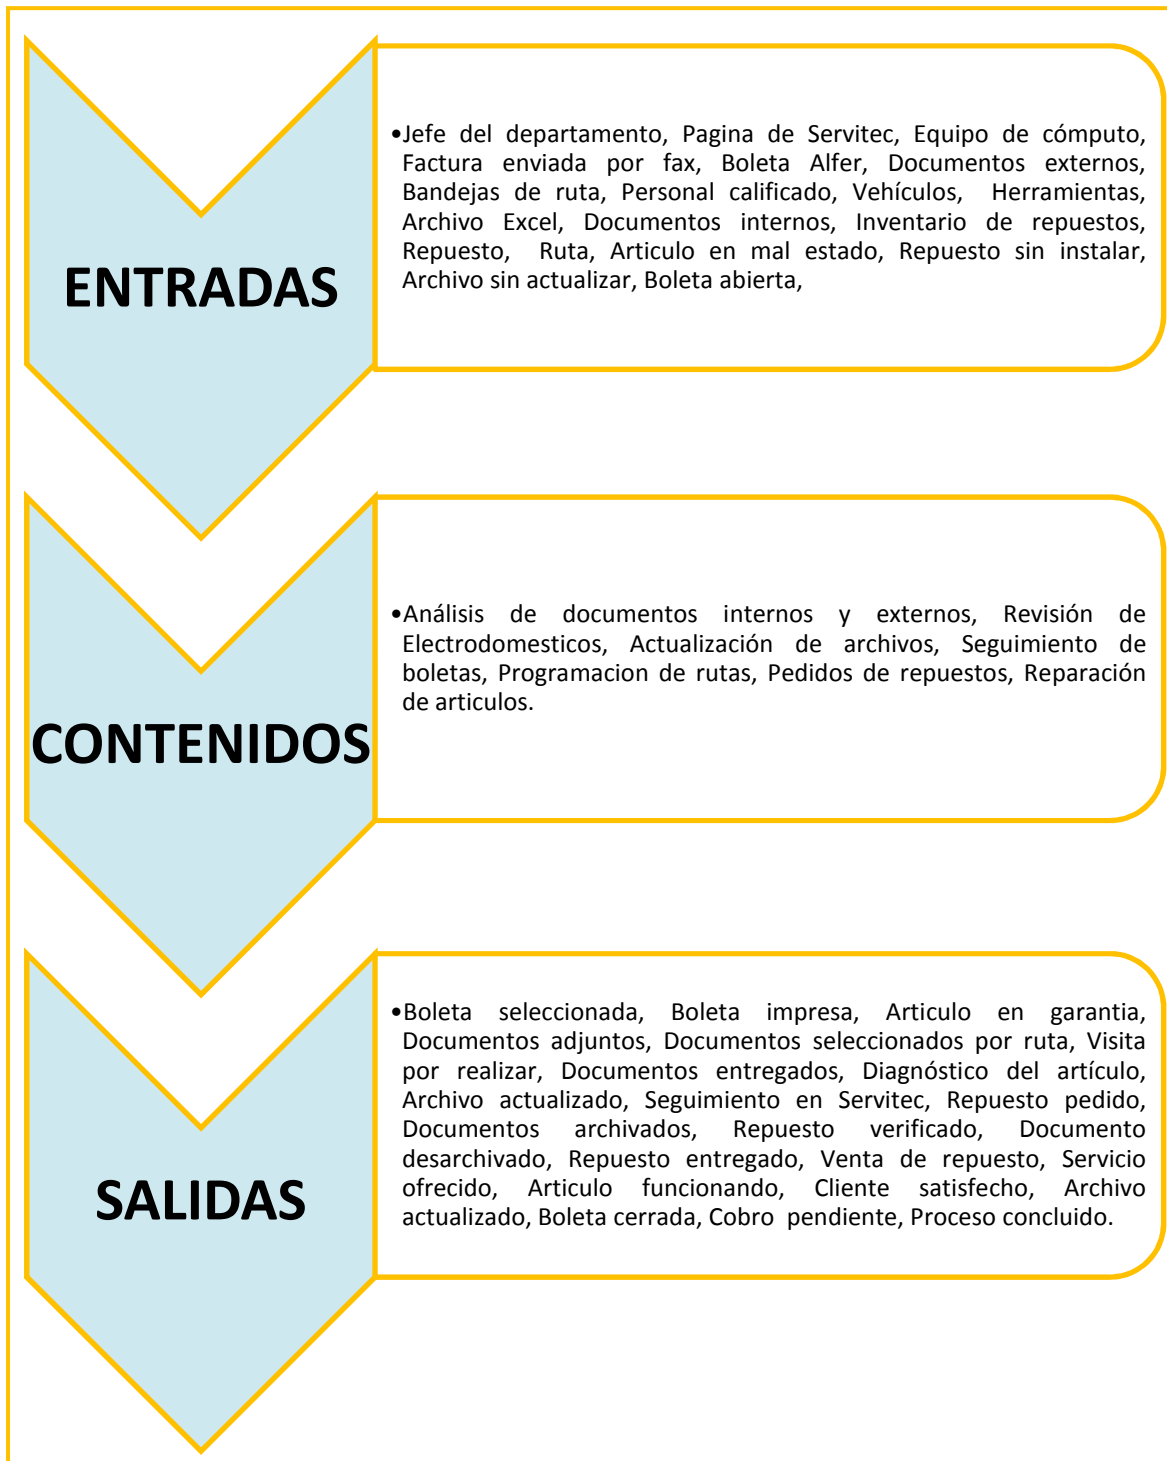 ENTRADAS
•Jefe del departamento, Pagina de Servitec, Equipo de cómputo,
Factura enviada por fax, Boleta Alfer, Documentos externos,
Bandejas de ruta, Personal calificado, Vehículos, Herramientas,
Archivo Excel, Documentos internos, Inventario de repuestos,
Repuesto, Ruta, Articulo en mal estado, Repuesto sin instalar,
Archivo sin actualizar, Boleta abierta,
CONTENIDOS
•Análisis de documentos internos y externos, Revisión de
Electrodomesticos, Actualización de archivos, Seguimiento de
boletas, Programacion de rutas, Pedidos de repuestos, Reparación
de articulos.
SALIDAS
•Boleta seleccionada, Boleta impresa, Articulo en garantia,
Documentos adjuntos, Documentos seleccionados por ruta, Visita
por realizar, Documentos entregados, Diagnóstico del artículo,
Archivo actualizado, Seguimiento en Servitec, Repuesto pedido,
Documentos archivados, Repuesto verificado, Documento
desarchivado, Repuesto entregado, Venta de repuesto, Servicio
ofrecido, Articulo funcionando, Cliente satisfecho, Archivo
actualizado, Boleta cerrada, Cobro pendiente, Proceso concluido.